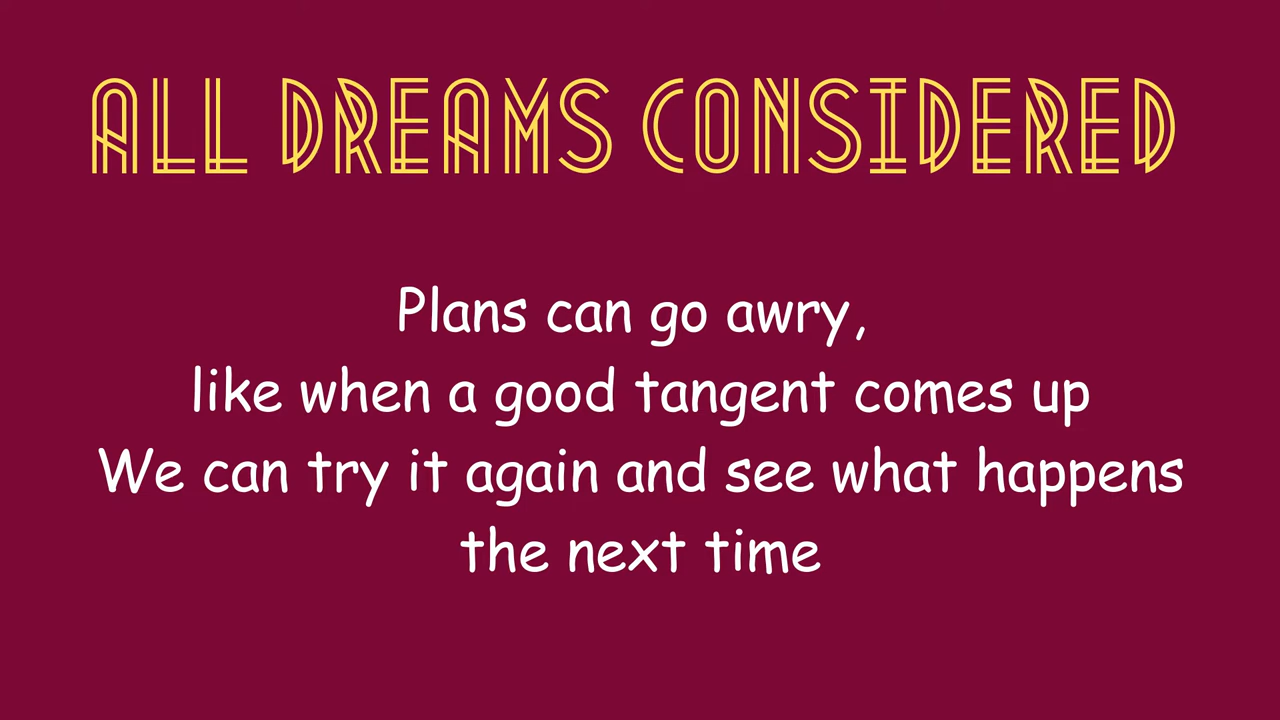 ALL DREAMS CONSIDERED
Plans can go awry,
like when a good tangent comes up
We can try it again and see what happens
the next time